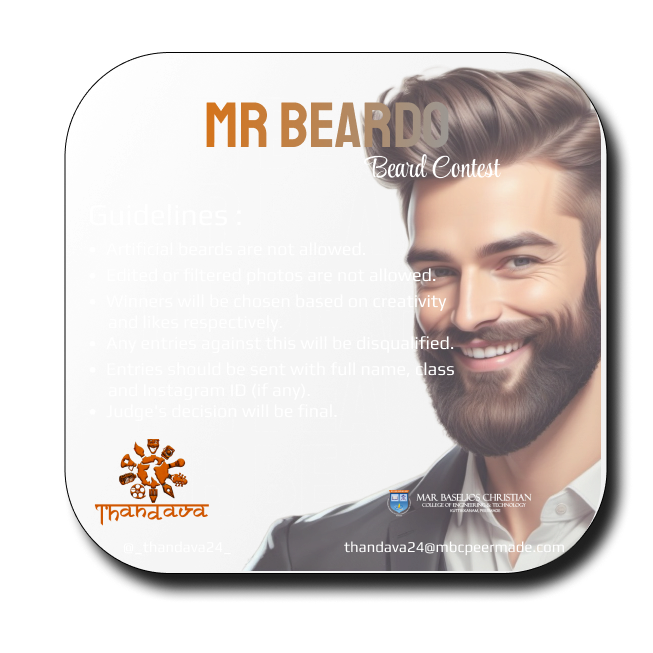 MR BEARDO
Beard Contest
Guidelines :
• Artificial beards are not allowed.
• Edited or filtered photos are not allowed.
• Winners will be chosen based on creativity
and likes respectively.
• Any entries against this will be disqualified.
• Entries should be sent with full name, class
and Instagram ID (if any).
• Judge's decision will be final.
Thandava
MAR BASELIOS CHRISTIAN
COLLEGE OF ENGINEERING & TECHNOLOGY
KUTTIKKANAM, PEERMADE
@_thandava24_
thandava24@mbcpeermade.com